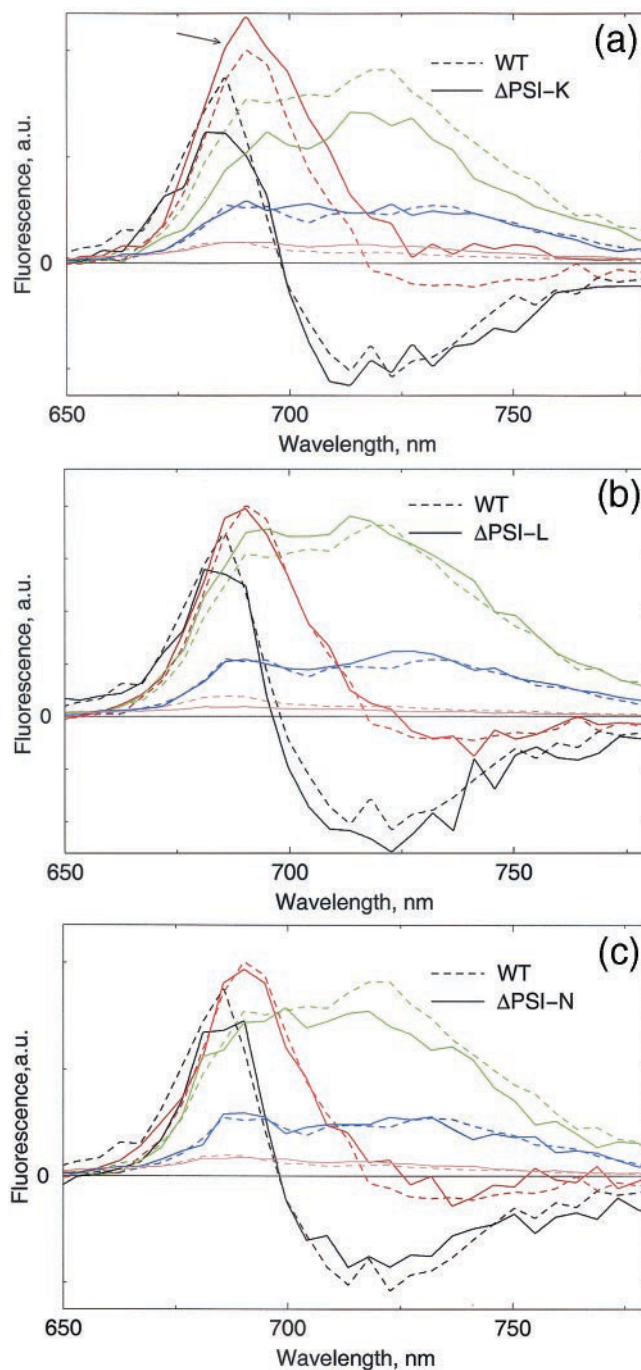 (a)
WT
ΔPSI-K
Fluorescence, a.u.
0
650
700
750
Wavelength, nm
(b)
WT
ΔPSI-L
Fluorescence, a.u.
0
650
700
750
Wavelength, nm
(c)
WT
ΔPSI-N
Fluorescence,a.u.
0
650
700
750
Wavelength, nm